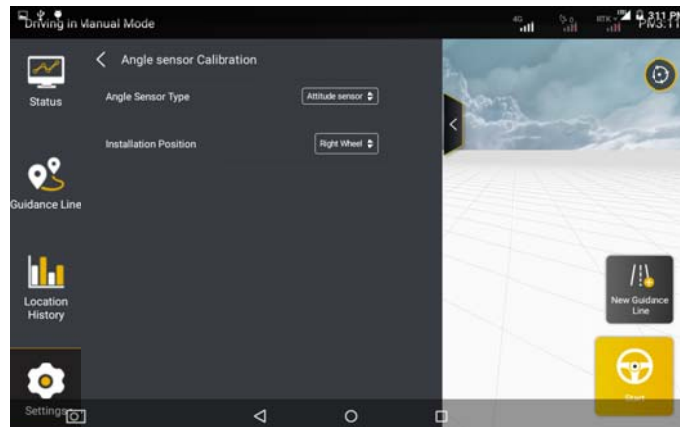 Driving in Manual Mode
4G
RTK
Status
Angle sensor Calibration
Angle Sensor Type
Attitude sensor
Installation Position
Right Wheel
Guidance Line
Location
History
Settings
New Guidance
Line
Start